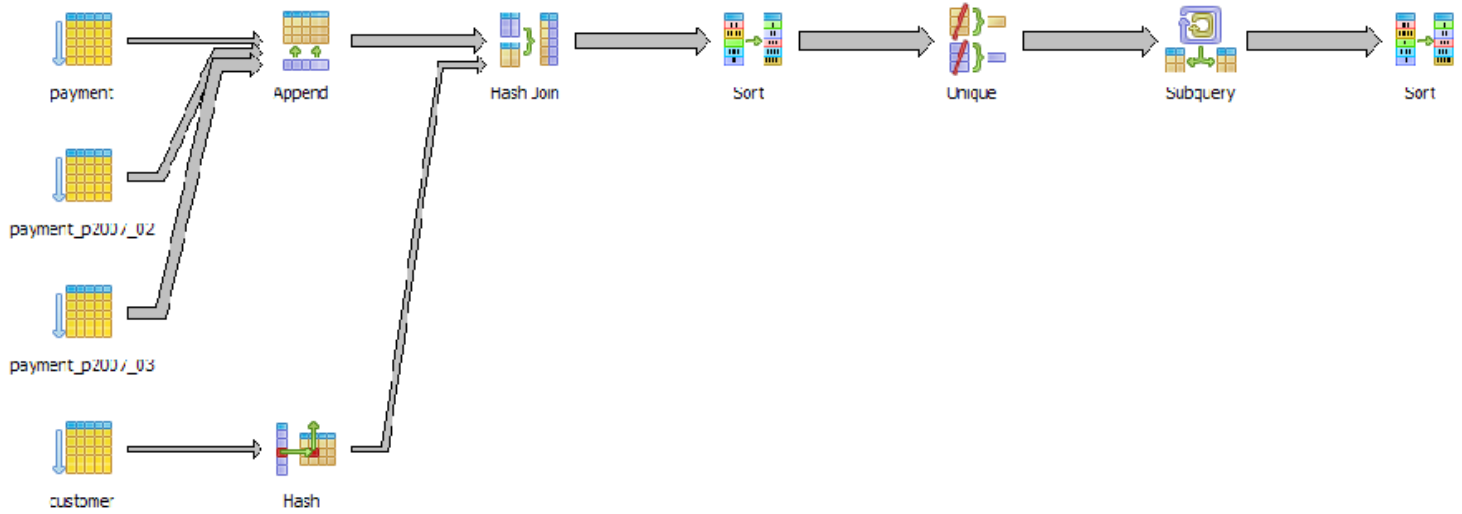 payment
Append
Hash Join
Sort
Unique
Subquery
Sort
payment_p2007_02
payment_p2007_03
customer
Hash